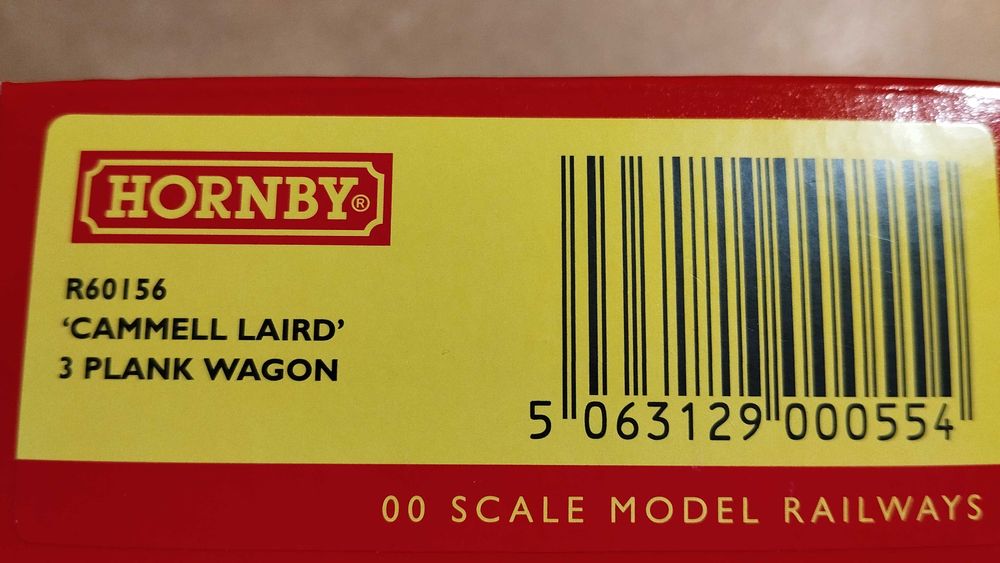 HORNBY®
R60156
‘CAMMELL LAIRD’
3 PLANK WAGON
5 063129 000554
00 SCALE MODEL RAILWAYS